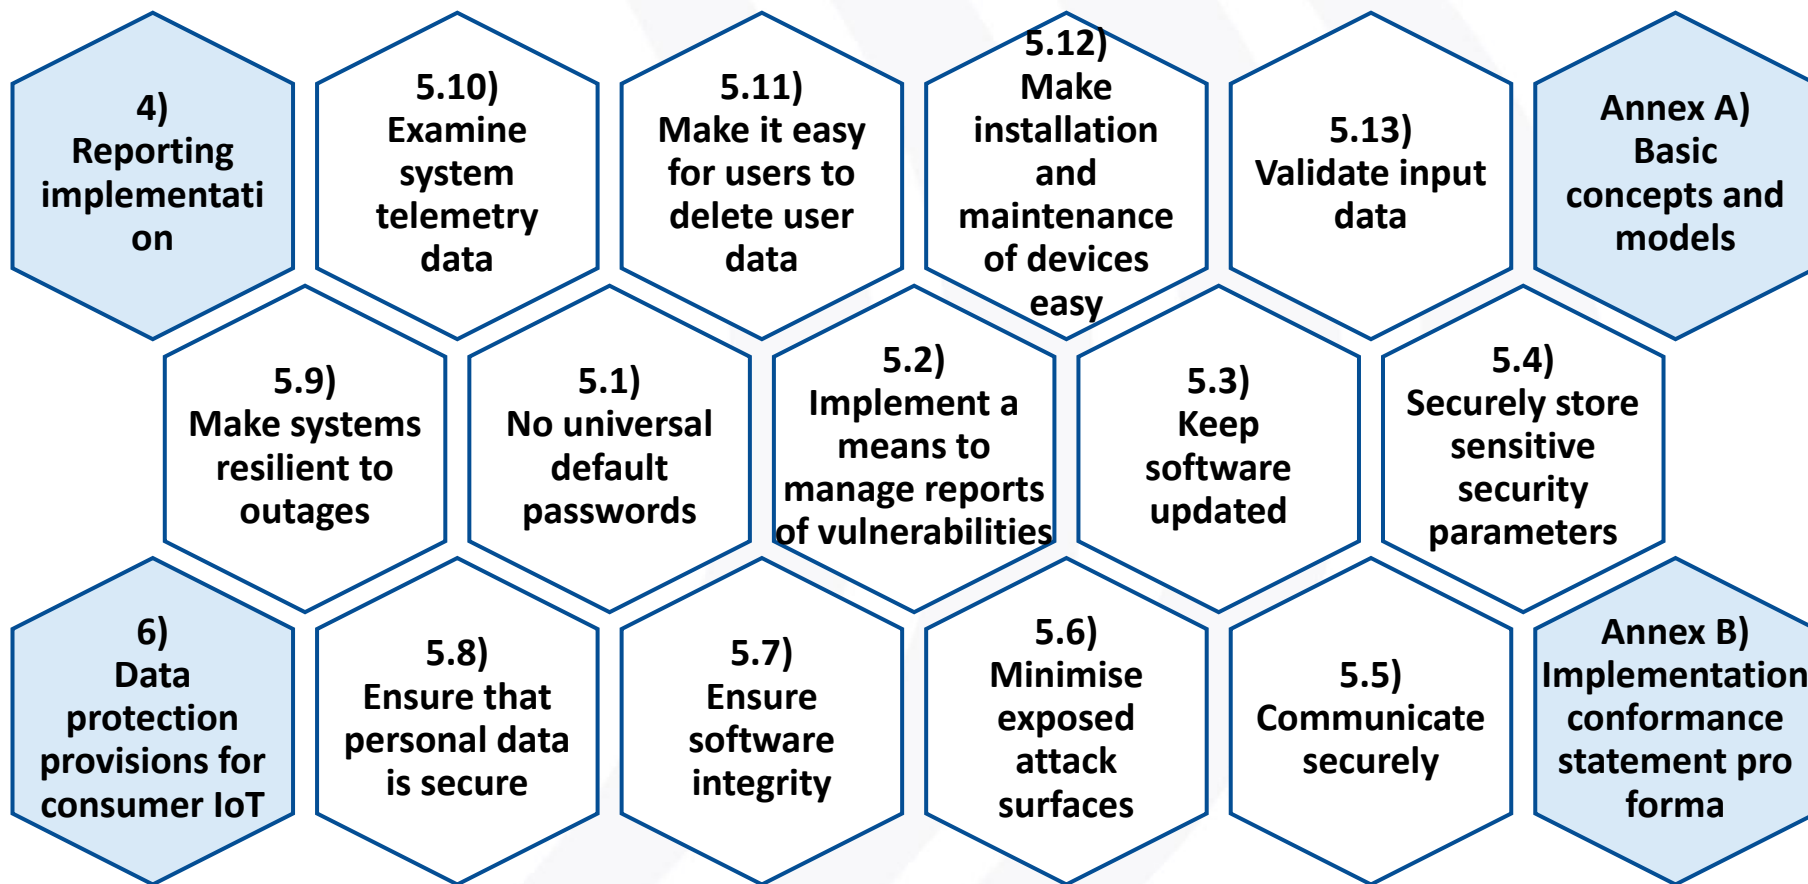 4)
Reporting
implementati
on
5.10)
Examine
system
telemetry
data
5.11)
Make it easy
for users to
delete user
data
5.12)
Make
installation
and
maintenance
of devices
easy
5.13)
Validate input
data
Annex A)
Basic
concepts and
models
5.9)
Make systems
resilient to
outages
5.1)
No universal
default
passwords
5.2)
Implement a
means to
manage reports
of vulnerabilities
5.3)
Keep
software
updated
5.4)
Securely store
sensitive
security
parameters
6)
Data
protection
provisions for
consumer IoT
5.8)
Ensure that
personal data
is secure
5.7)
Ensure
software
integrity
5.6)
Minimise
exposed
attack
surfaces
5.5)
Communicate
securely
Annex B)
Implementation
conformance
statement pro
forma